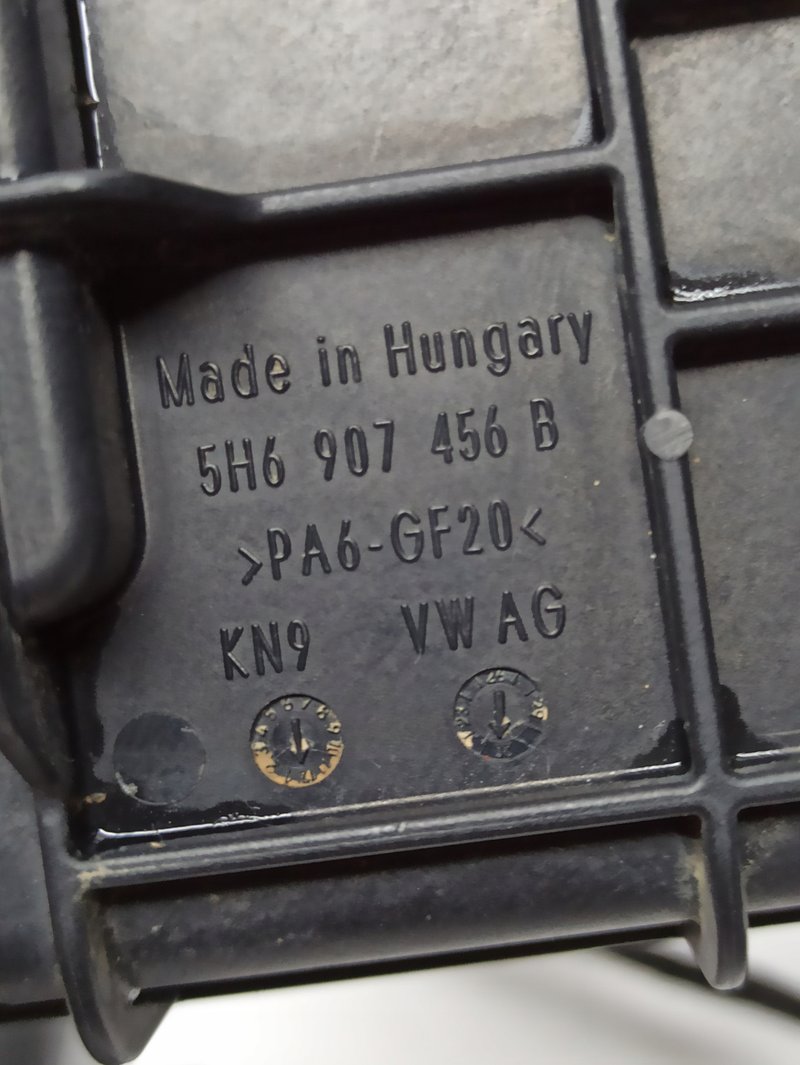 Made in Hungary
5H6 907 456 B
>PA6-GF20<
KN9 VW AG